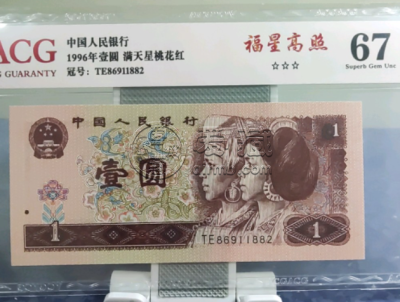 ACG
GUARANTY
中国人民银行
1996年壹圆 满天星桃花红
冠号：TE86911882
福星高照
☆☆☆
67
Superb Gem Unc
中国人民银行
1
壹圆
1
TE86911882